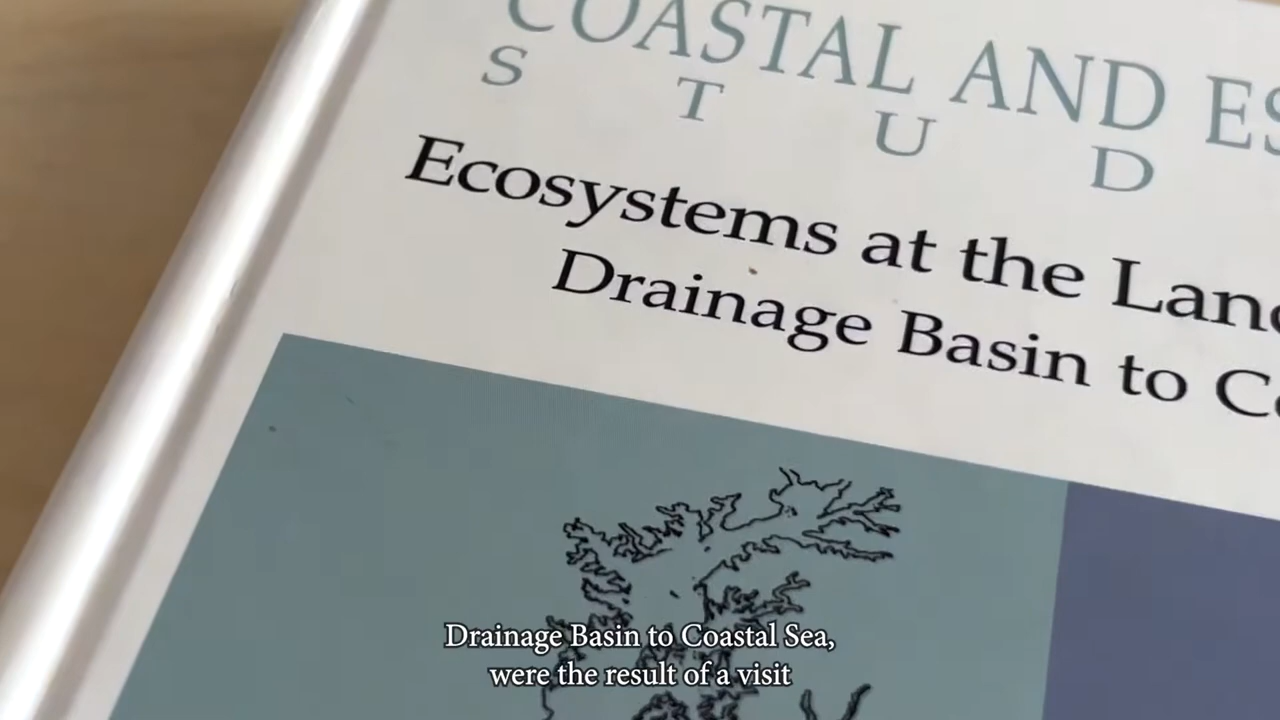 COASTAL AND ES
S T U D
Ecosystems at the Lan
Drainage Basin to C
Drainage Basin to Coastal Sea,
were the result of a visit